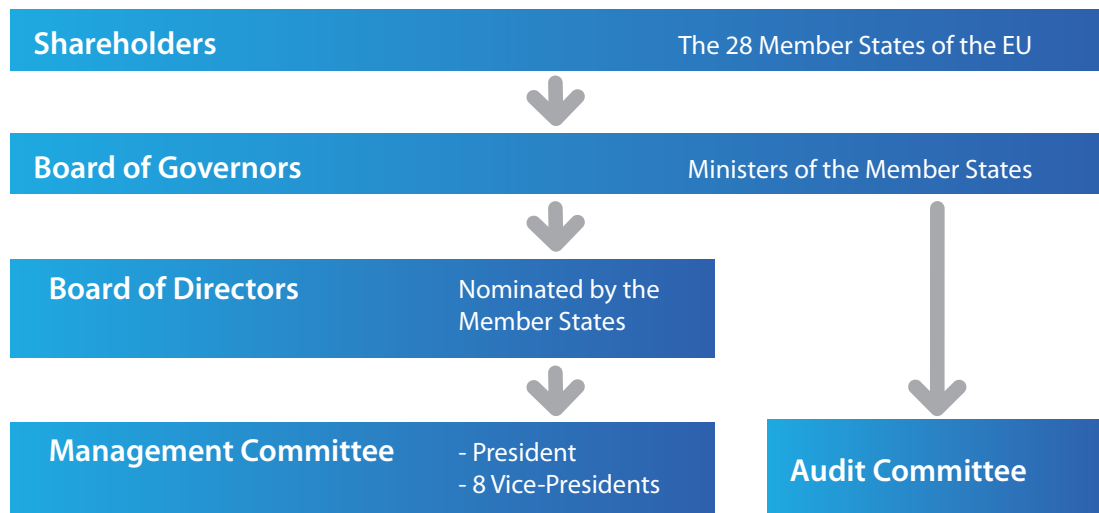 Shareholders The 28 Member States of the EU
Board of Governors Ministers of the Member States
Board of Directors Nominated by the
Member States
Management Committee - President
- 8 Vice-Presidents
Audit Committee